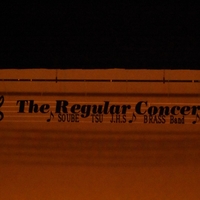 The Regular Concer
♪ SOUBE TSU J.H.S ♪ BRASS Band ♪